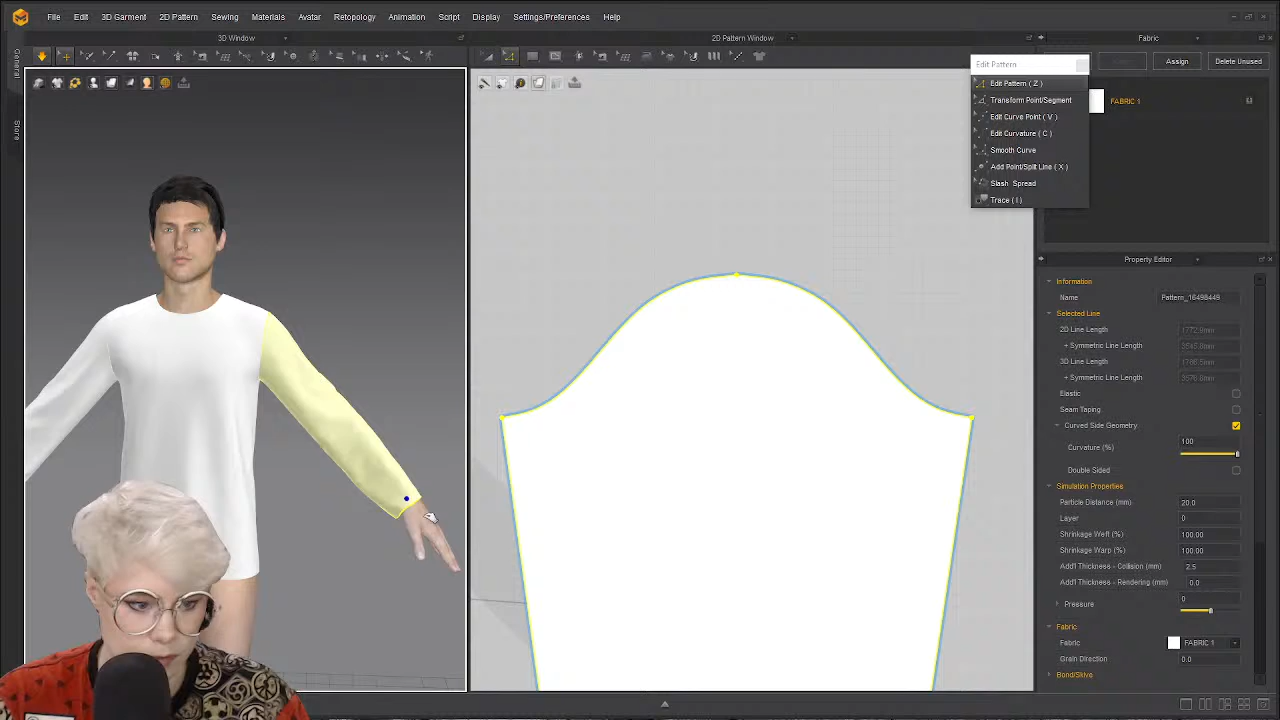 File Edit 3D Garment 2D Pattern Sewing Materials Avatar Retopology Animation Script Display Settings/Preferences Help
3D Window
2D Pattern Window
Fabric
General
Store
Assign
Delete Unused
FABRIC 1
Edit Pattern
Edit Pattern ( Z )
Transform Point/Segment
Edit Curve Point ( V )
Edit Curvature ( C )
Smooth Curve
Add Point/Split Line ( X )
Slash Spread
Trace ( I )
Property Editor
Information
Name Pattern_16498449
Selected Line
2D Line Length 1772.9mm
+ Symmetric Line Length 3545.8mm
3D Line Length
+ Symmetric Line Length
Elastic
Seam Taping
Curved Side Geometry
Curvature (%) 100
Double Sided
Simulation Properties
Particle Distance (mm) 20.0
Layer 0
Shrinkage Weft (%) 100.00
Shrinkage Warp (%) 100.00
Add'l Thickness - Collision (mm) 2.5
Add'l Thickness - Rendering (mm) 0.0
Pressure 0
Fabric
Fabric FABRIC 1
Grain Direction 0.0
Bond/Skive